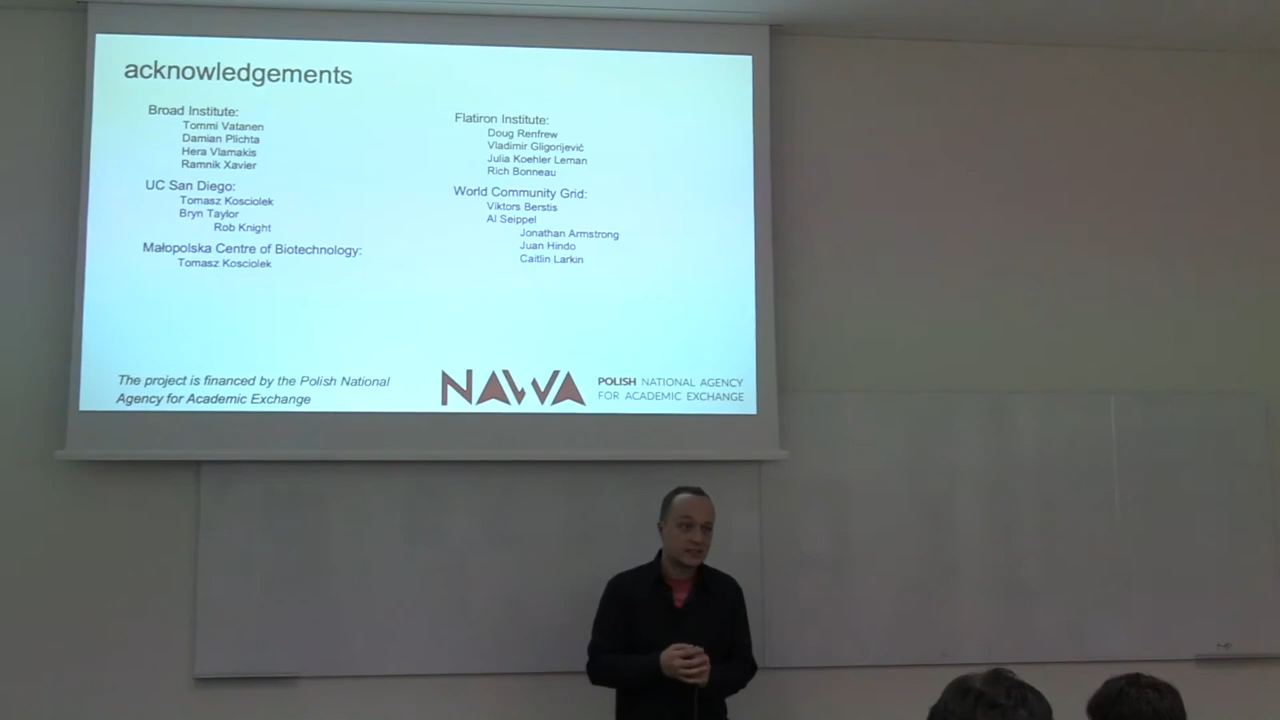 acknowledgements
Broad Institute:
Tommi Vatanen
Damian Plichta
Hera Vlamakis
Ramnik Xavier
UC San Diego:
Tomasz Kosciolek
Bryn Taylor
Rob Knight
Małopolska Centre of Biotechnology:
Tomasz Kosciolek
Flatiron Institute:
Doug Renfrew
Vladimir Gligorijević
Julia Koehler Leman
Rich Bonneau
World Community Grid:
Viktors Berstis
Al Seippel
Jonathan Armstrong
Juan Hindo
Caitlin Larkin
The project is financed by the Polish National
Agency for Academic Exchange
NAWA
POLISH NATIONAL AGENCY
FOR ACADEMIC EXCHANGE